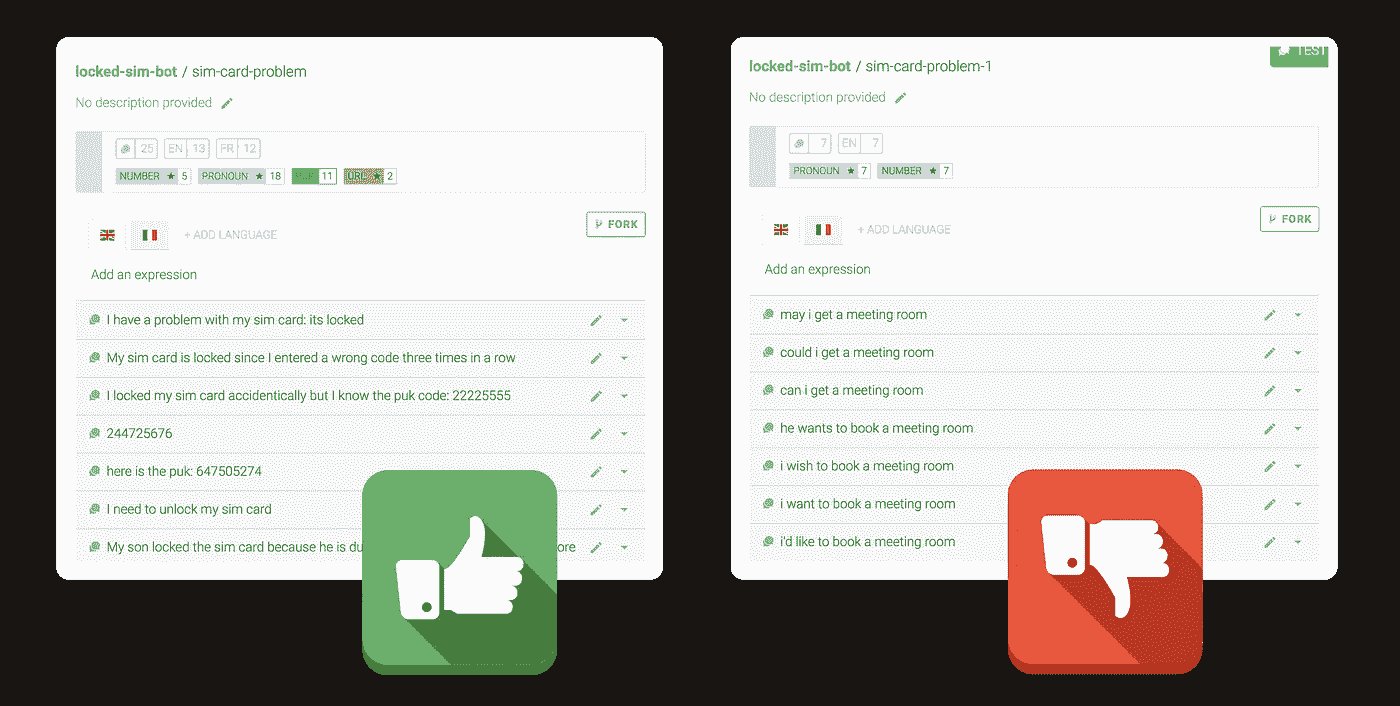 locked-sim-bot / sim-card-problem
No description provided
25 EN 13 FR 12
NUMBER ★ 5 PRONOUN ★ 18 11 ★ 2
+ ADD LANGUAGE
FORK
Add an expression
I have a problem with my sim card: its locked
My sim card is locked since I entered a wrong code three times in a row
I locked my sim card accidentically but I know the puk code: 22225555
244725676
here is the puk: 647505274
I need to unlock my sim card
My son locked the sim card because he is du ore
TEST
locked-sim-bot / sim-card-problem-1
No description provided
7 EN 7
PRONOUN ★ 7 NUMBER ★ 7
+ ADD LANGUAGE
FORK
Add an expression
may i get a meeting room
could i get a meeting room
can i get a meeting room
he wants to book a meeting room
i wish to book a meeting room
i want to book a meeting room
i'd like to book a meeting room